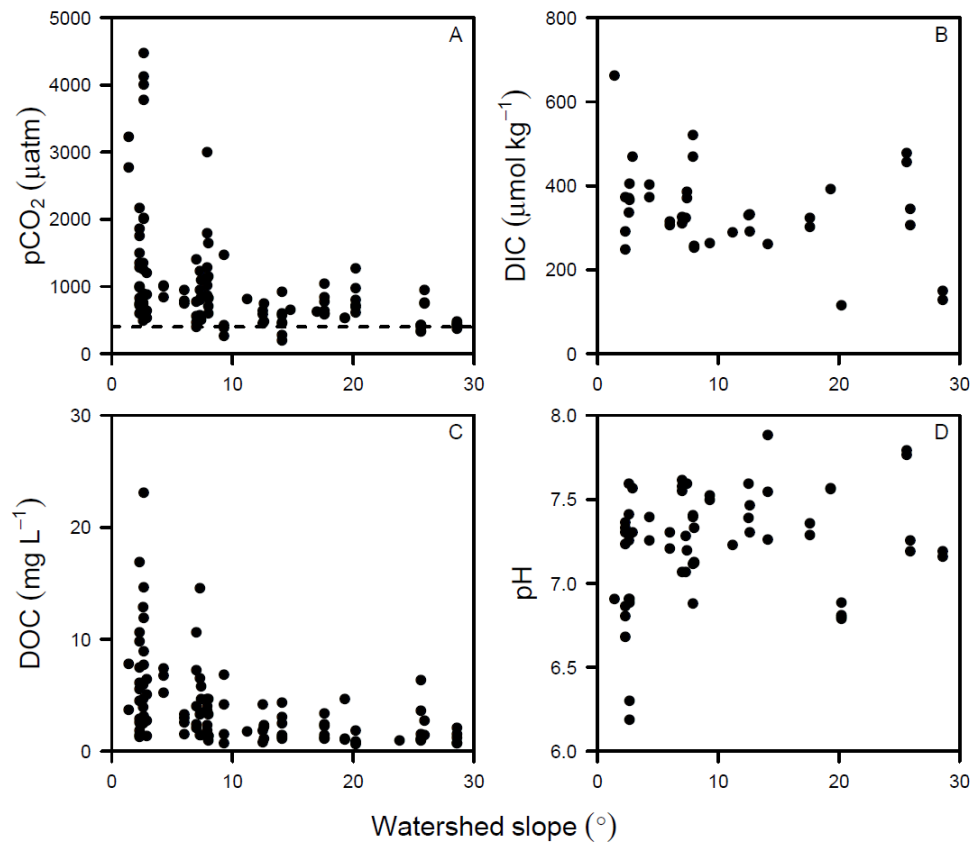 A
pCO₂ (µatm)
5000
4000
3000
2000
1000
0
0 10 20 30
B
DIC (µmol kg⁻¹)
800
600
400
200
0
0 10 20 30
C
DOC (mg L⁻¹)
30
20
10
0
0 10 20 30
D
pH
8.0
7.5
7.0
6.5
6.0
0 10 20 30
Watershed slope (°)